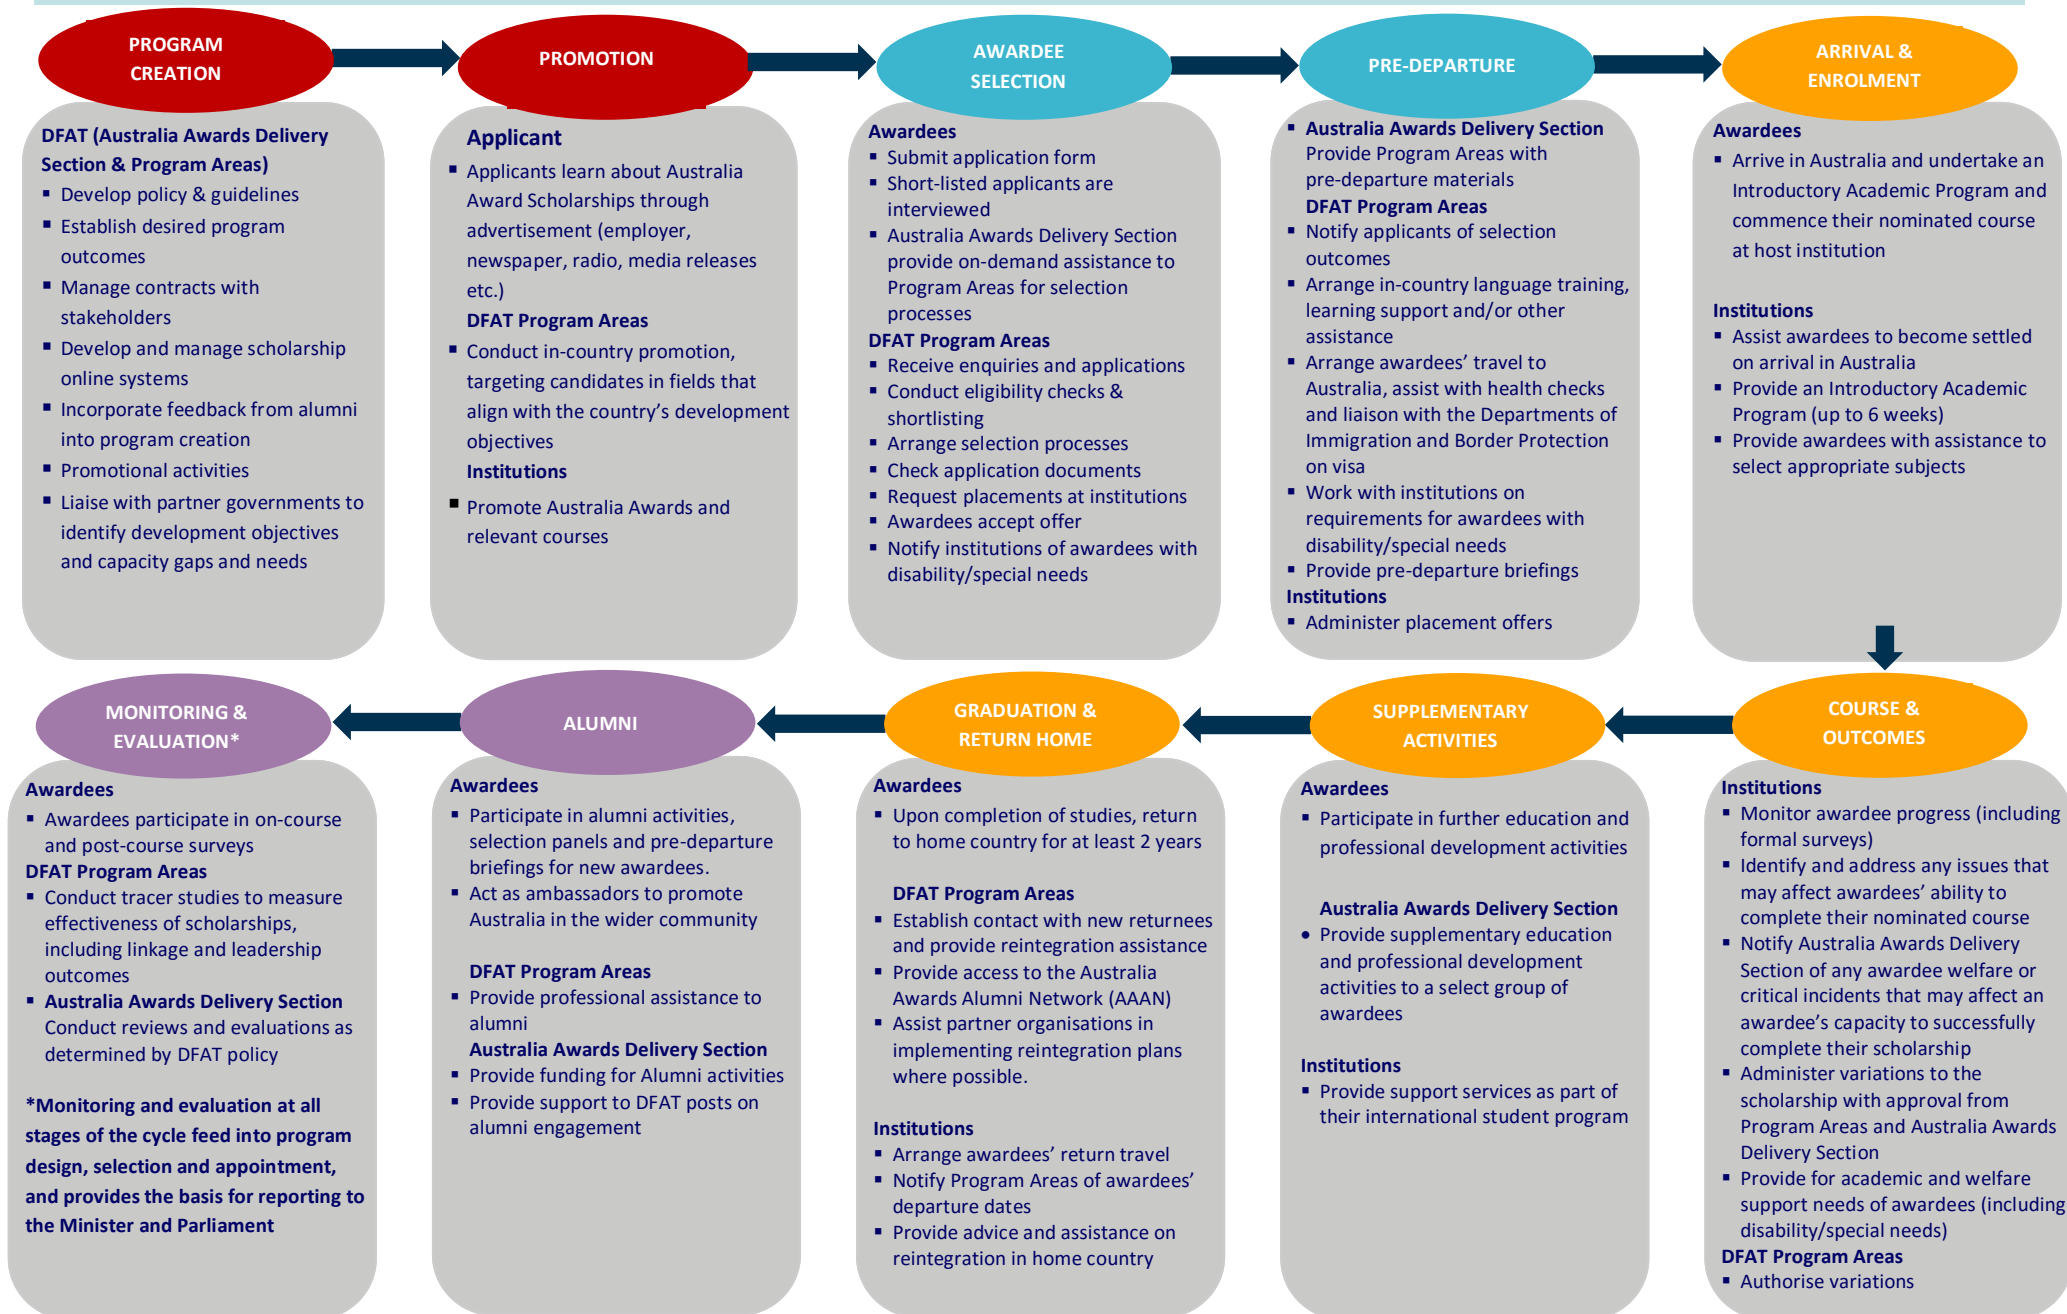 PROGRAM
CREATION
DFAT (Australia Awards Delivery
Section & Program Areas)
▪ Develop policy & guidelines
▪ Establish desired program
outcomes
▪ Manage contracts with
stakeholders
▪ Develop and manage scholarship
online systems
▪ Incorporate feedback from alumni
into program creation
▪ Promotional activities
▪ Liaise with partner governments to
identify development objectives
and capacity gaps and needs
PROMOTION
Applicant
▪ Applicants learn about Australia
Award Scholarships through
advertisement (employer,
newspaper, radio, media releases
etc.)
DFAT Program Areas
▪ Conduct in-country promotion,
targeting candidates in fields that
align with the country's development
objectives
Institutions
▪ Promote Australia Awards and
relevant courses
AWARDEE
SELECTION
Awardees
▪ Submit application form
▪ Short-listed applicants are
interviewed
▪ Australia Awards Delivery Section
provide on-demand assistance to
Program Areas for selection
processes
DFAT Program Areas
▪ Receive enquiries and applications
▪ Conduct eligibility checks &
shortlisting
▪ Arrange selection processes
▪ Check application documents
▪ Request placements at institutions
▪ Awardees accept offer
▪ Notify institutions of awardees with
disability/special needs
PRE-DEPARTURE
▪ Australia Awards Delivery Section
Provide Program Areas with
pre-departure materials
DFAT Program Areas
▪ Notify applicants of selection
outcomes
▪ Arrange in-country language training,
learning support and/or other
assistance
▪ Arrange awardees' travel to
Australia, assist with health checks
and liaison with the Departments of
Immigration and Border Protection
on visa
▪ Work with institutions on
requirements for awardees with
disability/special needs
▪ Provide pre-departure briefings
Institutions
▪ Administer placement offers
ARRIVAL &
ENROLMENT
Awardees
▪ Arrive in Australia and undertake an
Introductory Academic Program and
commence their nominated course
at host institution
Institutions
▪ Assist awardees to become settled
on arrival in Australia
▪ Provide an Introductory Academic
Program (up to 6 weeks)
▪ Provide awardees with assistance to
select appropriate subjects
MONITORING &
EVALUATION*
Awardees
▪ Awardees participate in on-course
and post-course surveys
DFAT Program Areas
▪ Conduct tracer studies to measure
effectiveness of scholarships,
including linkage and leadership
outcomes
▪ Australia Awards Delivery Section
Conduct reviews and evaluations as
determined by DFAT policy
*Monitoring and evaluation at all
stages of the cycle feed into program
design, selection and appointment,
and provides the basis for reporting to
the Minister and Parliament
ALUMNI
Awardees
▪ Participate in alumni activities,
selection panels and pre-departure
briefings for new awardees.
▪ Act as ambassadors to promote
Australia in the wider community
DFAT Program Areas
▪ Provide professional assistance to
alumni
Australia Awards Delivery Section
▪ Provide funding for Alumni activities
▪ Provide support to DFAT posts on
alumni engagement
GRADUATION &
RETURN HOME
Awardees
▪ Upon completion of studies, return
to home country for at least 2 years
DFAT Program Areas
▪ Establish contact with new returnees
and provide reintegration assistance
▪ Provide access to the Australia
Awards Alumni Network (AAAN)
▪ Assist partner organisations in
implementing reintegration plans
where possible.
Institutions
▪ Arrange awardees' return travel
▪ Notify Program Areas of awardees'
departure dates
▪ Provide advice and assistance on
reintegration in home country
SUPPLEMENTARY
ACTIVITIES
Awardees
▪ Participate in further education and
professional development activities
Australia Awards Delivery Section
• Provide supplementary education
and professional development
activities to a select group of
awardees
Institutions
▪ Provide support services as part of
their international student program
COURSE &
OUTCOMES
Institutions
▪ Monitor awardee progress (including
formal surveys)
▪ Identify and address any issues that
may affect awardees' ability to
complete their nominated course
▪ Notify Australia Awards Delivery
Section of any awardee welfare or
critical incidents that may affect an
awardee's capacity to successfully
complete their scholarship
▪ Administer variations to the
scholarship with approval from
Program Areas and Australia Awards
Delivery Section
▪ Provide for academic and welfare
support needs of awardees (including
disability/special needs)
DFAT Program Areas
▪ Authorise variations